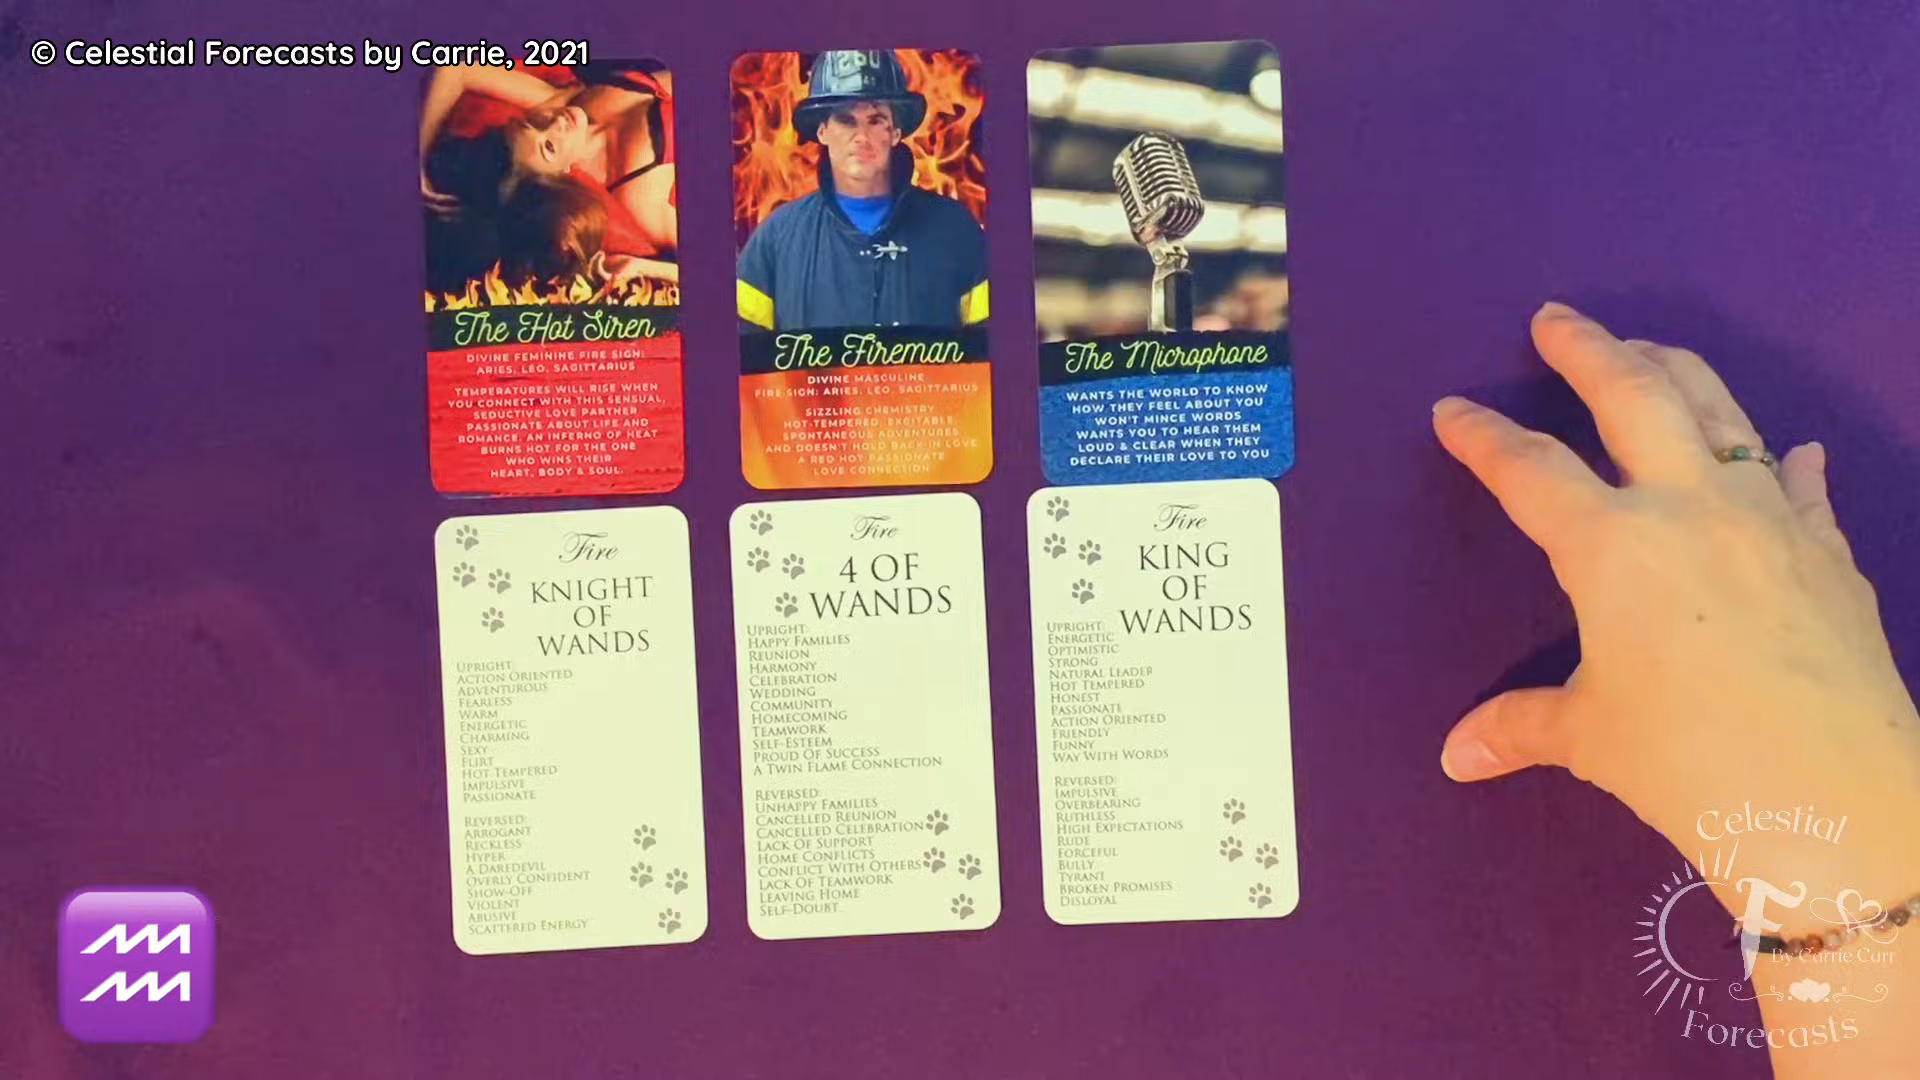 © Celestial Forecasts by Carrie, 2021
The Hot Siren
DIVINE FEMININE FIRE SIGN:
ARIES, LEO, SAGITTARIUS
TEMPERATURES WILL RISE WHEN
YOU CONNECT WITH THIS SENSUAL,
SEDUCTIVE LOVE PARTNER
PASSIONATE ABOUT LIFE AND
ROMANCE. AN INFERNO OF HEAT
BURNS HOT FOR THE ONE
WHO WINS THEIR
HEART, BODY & SOUL.
260
The Fireman
DIVINE MASCULINE
FIRE SIGN: ARIES, LEO, SAGITTARIUS
SIZZLING CHEMISTRY
HOT-TEMPERED, EXCITABLE,
SPONTANEOUS ADVENTURES
AND DOESN'T HOLD BACK IN LOVE
A RED HOT PASSIONATE
LOVE CONNECTION
The Microphone
WANTS THE WORLD TO KNOW
HOW THEY FEEL ABOUT YOU
WON'T MINCE WORDS
WANTS YOU TO HEAR THEM
LOUD & CLEAR WHEN THEY
DECLARE THEIR LOVE TO YOU
Fire
KNIGHT
OF
WANDS
UPRIGHT:
ACTION ORIENTED
ADVENTUROUS
FEARLESS
WARM
ENERGETIC
CHARMING
SEXY
FLIRT
HOT TEMPERED
IMPULSIVE
PASSIONATE
REVERSED:
ARROGANT
RECKLESS
HYPER
A DAREDEVIL
OVERLY CONFIDENT
SHOW-OFF
VIOLENT
ABUSIVE
SCATTERED ENERGY
Fire
4 OF
WANDS
UPRIGHT:
HAPPY FAMILIES
REUNION
HARMONY
CELEBRATION
WEDDING
COMMUNITY
HOMECOMING
TEAMWORK
SELF-ESTEEM
PROUD OF SUCCESS
A TWIN FLAME CONNECTION
REVERSED:
UNHAPPY FAMILIES
CANCELLED REUNION
CANCELLED CELEBRATION
LACK OF SUPPORT
HOME CONFLICTS
CONFLICT WITH OTHERS
LACK OF TEAMWORK
LEAVING HOME
SELF-DOUBT
Fire
KING
OF
WANDS
UPRIGHT:
ENERGETIC
OPTIMISTIC
STRONG
NATURAL LEADER
HOT TEMPERED
HONEST
PASSIONATE
ACTION ORIENTED
FRIENDLY
FUNNY
WAY WITH WORDS
REVERSED:
IMPULSIVE
OVERBEARING
RUTHLESS
HIGH EXPECTATIONS
RUDE
FORCEFUL
BULLY
TYRANT
BROKEN PROMISES
DISLOYAL
Celestial
By Carrie Curr
Forecasts